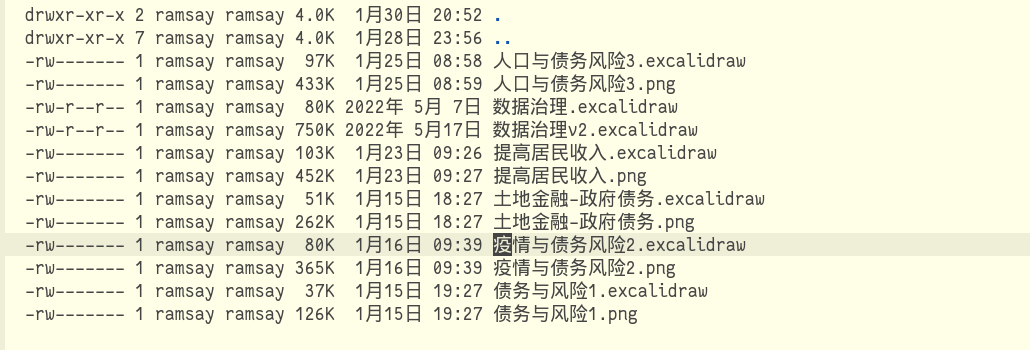 drwxr-xr-x 2 ramsay ramsay 4.0K  1月30日 20:52 .
drwxr-xr-x 7 ramsay ramsay 4.0K  1月28日 23:56 ..
-rw------- 1 ramsay ramsay  97K  1月25日 08:58 人口与债务风险3.excalidraw
-rw------- 1 ramsay ramsay 433K  1月25日 08:59 人口与债务风险3.png
-rw-r--r-- 1 ramsay ramsay  80K 2022年 5月 7日 数据治理.excalidraw
-rw-r--r-- 1 ramsay ramsay 750K 2022年 5月17日 数据治理v2.excalidraw
-rw------- 1 ramsay ramsay 103K  1月23日 09:26 提高居民收入.excalidraw
-rw------- 1 ramsay ramsay 452K  1月23日 09:27 提高居民收入.png
-rw------- 1 ramsay ramsay  51K  1月15日 18:27 土地金融-政府债务.excalidraw
-rw------- 1 ramsay ramsay 262K  1月15日 18:27 土地金融-政府债务.png
-rw------- 1 ramsay ramsay  80K  1月16日 09:39 疫情与债务风险2.excalidraw
-rw------- 1 ramsay ramsay 365K  1月16日 09:39 疫情与债务风险2.png
-rw------- 1 ramsay ramsay  37K  1月15日 19:27 债务与风险1.excalidraw
-rw------- 1 ramsay ramsay 126K  1月15日 19:27 债务与风险1.png